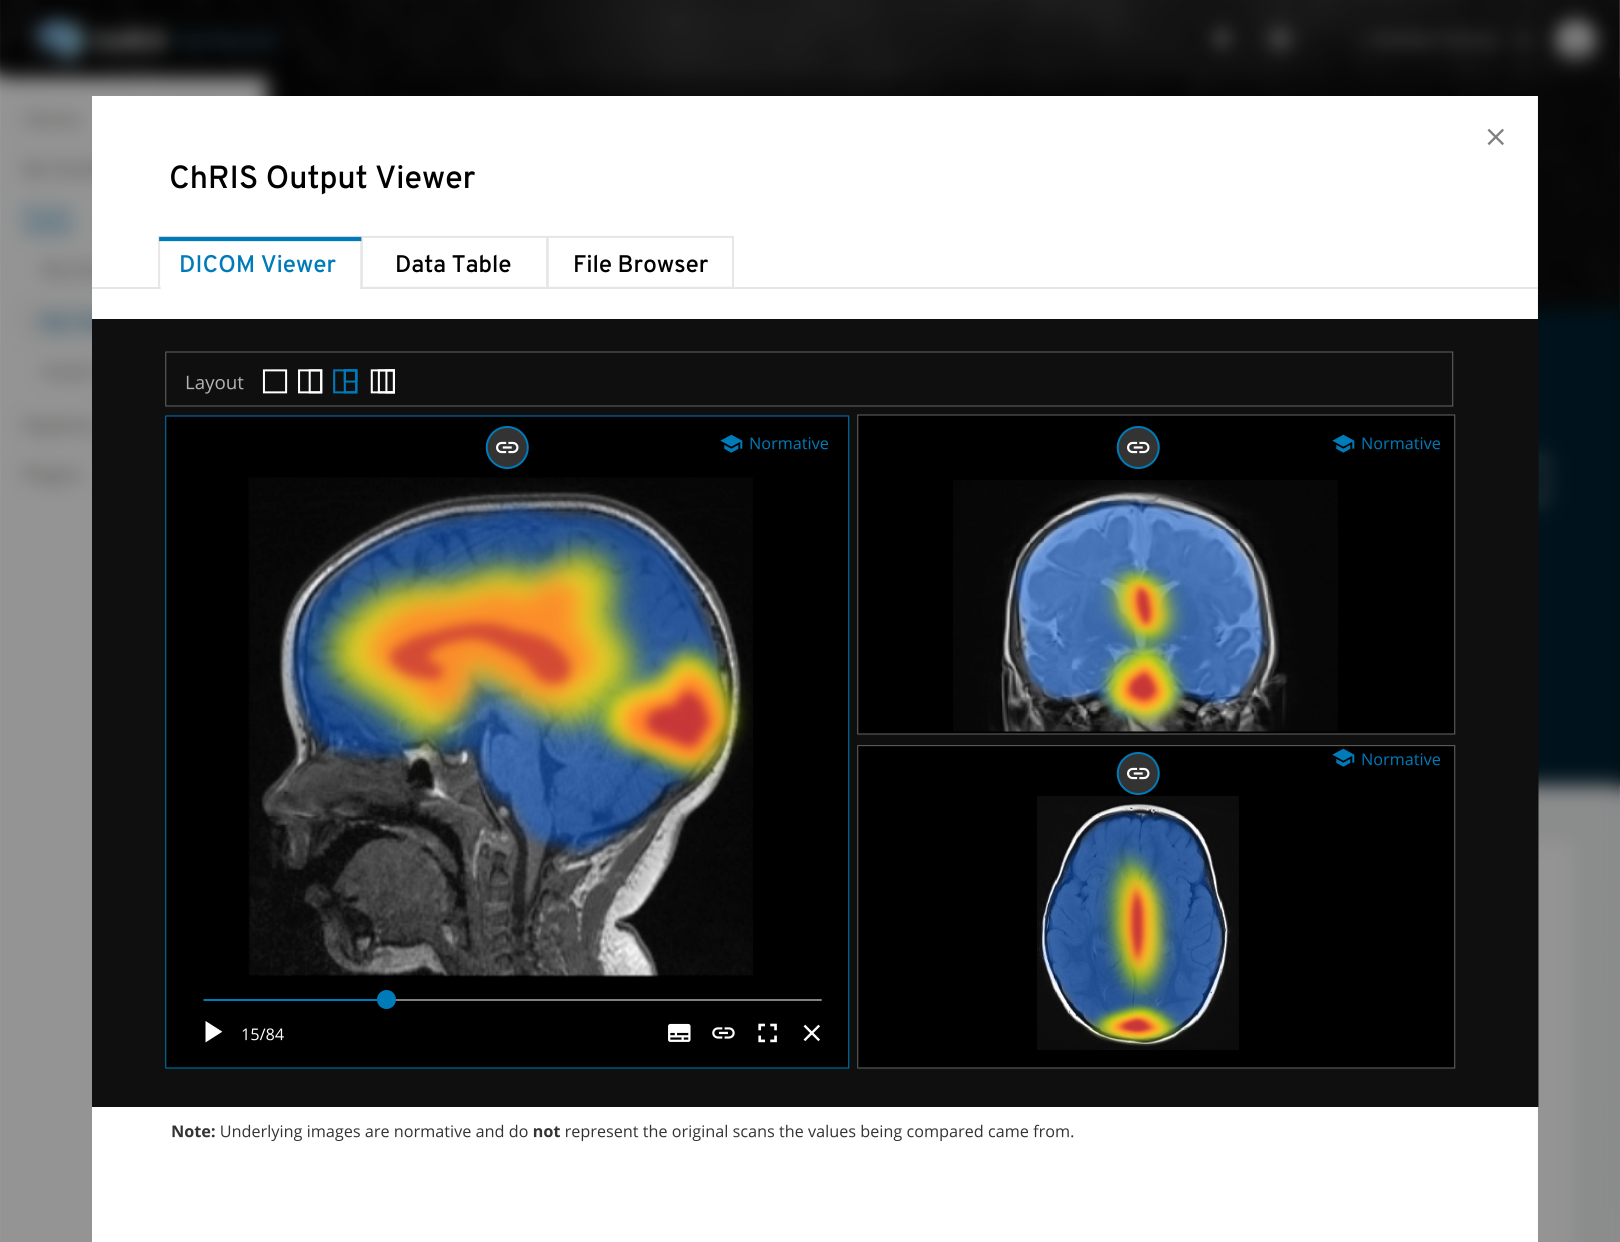 ChRIS Output Viewer
DICOM Viewer
Data Table
File Browser
Layout
Normative
Normative
Normative
15/84
Note: Underlying images are normative and do not represent the original scans the values being compared came from.